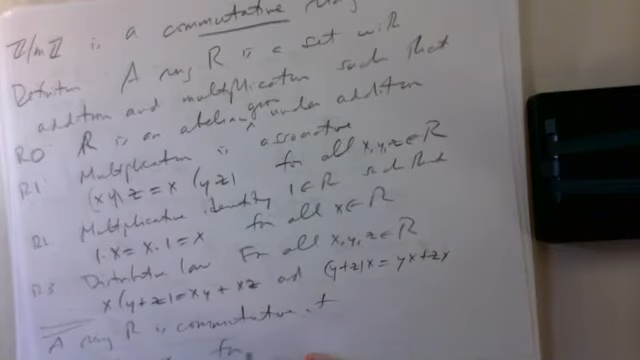 ℤ/mℤ is a commutative ring
Definition A ring R is a set with
addition and multiplication such that
R0 R is an abelian group under addition
R1 Multiplication is associative
(xy)z = x(yz) for all x,y,z ∈ R
R2 Multiplicative identity 1 ∈ R such that
1·x = x·1 = x for all x ∈ R
R3 Distributive law For all x,y,z ∈ R
x(y+z) = xy + xz and (y+z)x = yx+zx
A ring R is commutative if
for